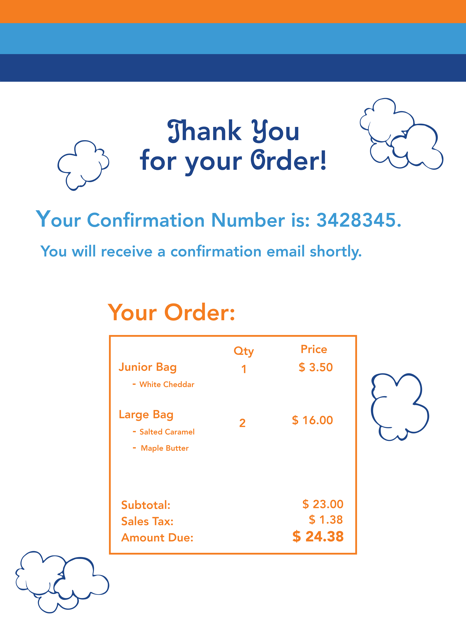 Thank You
for your Order!
Your Confirmation Number is: 3428345.
You will receive a confirmation email shortly.
Your Order:
Qty Price
Junior Bag 1 $ 3.50
- White Cheddar
Large Bag 2 $ 16.00
- Salted Caramel
- Maple Butter
Subtotal: $ 23.00
Sales Tax: $ 1.38
Amount Due: $ 24.38